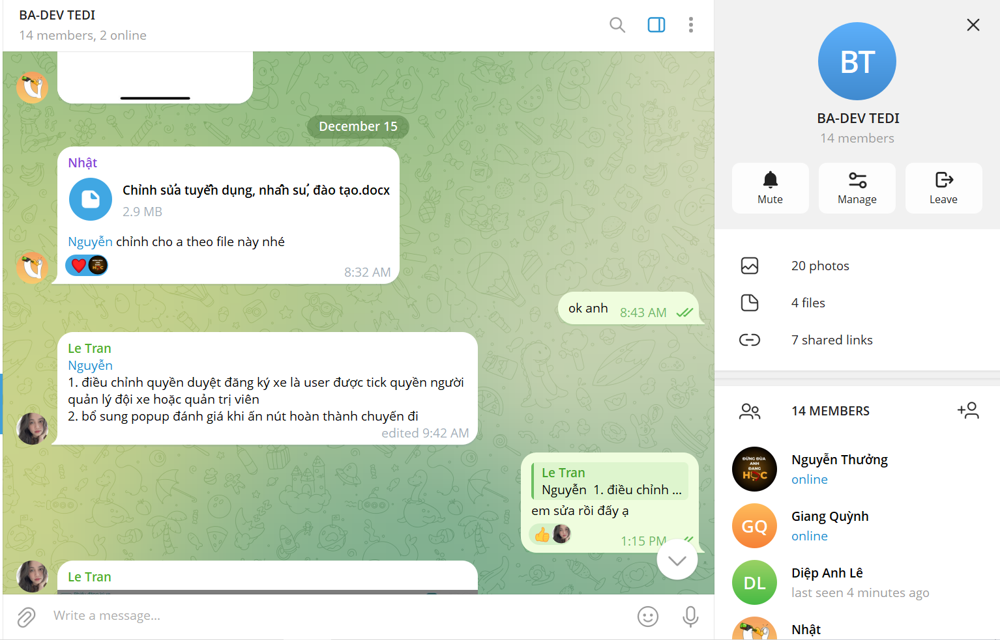 BA-DEV TEDI
14 members, 2 online
December 15
Nhật
Chỉnh sửa tuyển dụng, nhân sự, đào tạo.docx
2.9 MB
Nguyễn chỉnh cho a theo file này nhé
8:32 AM
ok anh 8:43 AM
Le Tran
Nguyễn
1. điều chỉnh quyền duyệt đăng ký xe là user được tick quyền người
quản lý đội xe hoặc quản trị viên
2. bổ sung popup đánh giá khi ấn nút hoàn thành chuyến đi
edited 9:42 AM
Le Tran
Nguyễn 1. điều chỉnh ...
em sửa rồi đấy ạ
1:15 PM
Le Tran
Write a message...
BT
BA-DEV TEDI
14 members
Mute
Manage
Leave
20 photos
4 files
7 shared links
14 MEMBERS
ĐỪNG ĐÙA
ANH
ĐANG
HỌC
Nguyễn Thưởng
online
GQ
Giang Quỳnh
online
DL
Diệp Anh Lê
last seen 4 minutes ago
Nhật